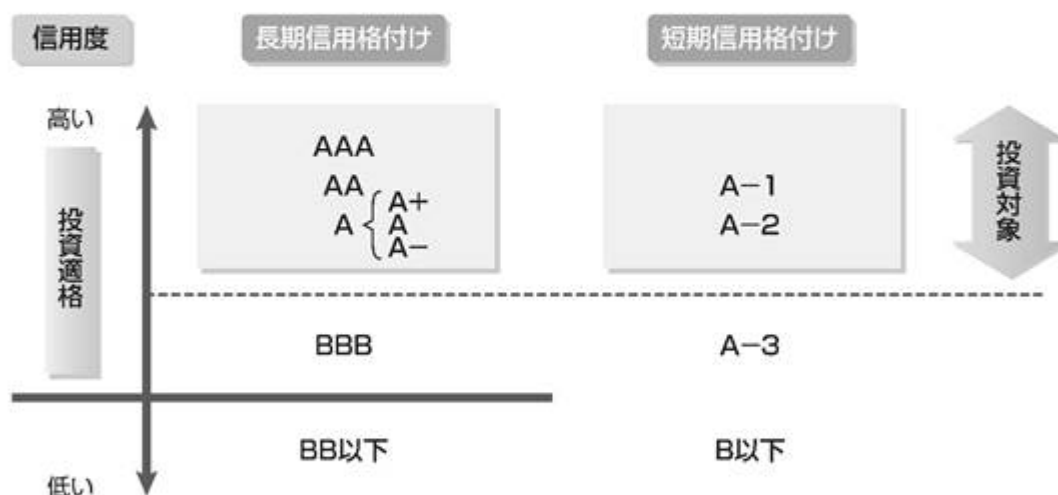 信用度
長期信用格付け
短期信用格付け
高い
投資適格
AAA
AA
A { A+
A
A−
A−1
A−2
投資対象
BBB
A−3
BB以下
B以下
低い